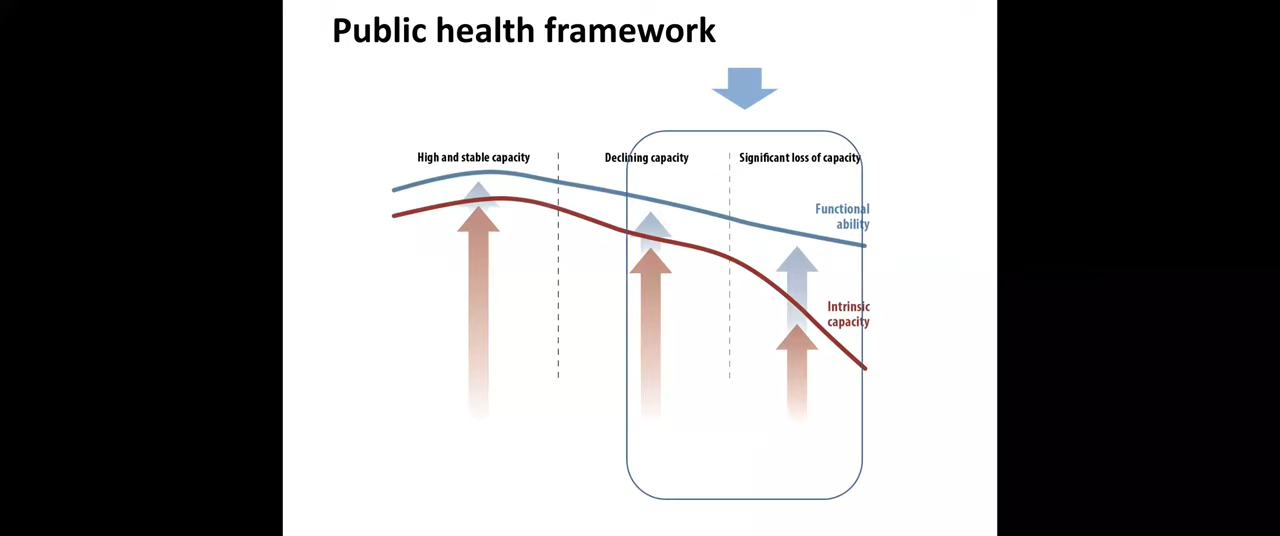 Public health framework
High and stable capacity
Declining capacity
Significant loss of capacity
Functional
ability
Intrinsic
capacity